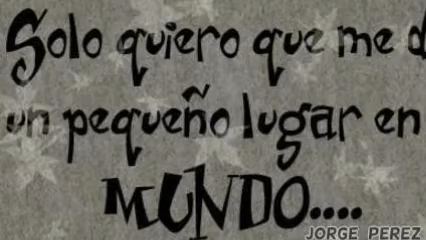 Solo quiero que me d
un pequeño lugar en
MUNDO....
JORGE PEREZ